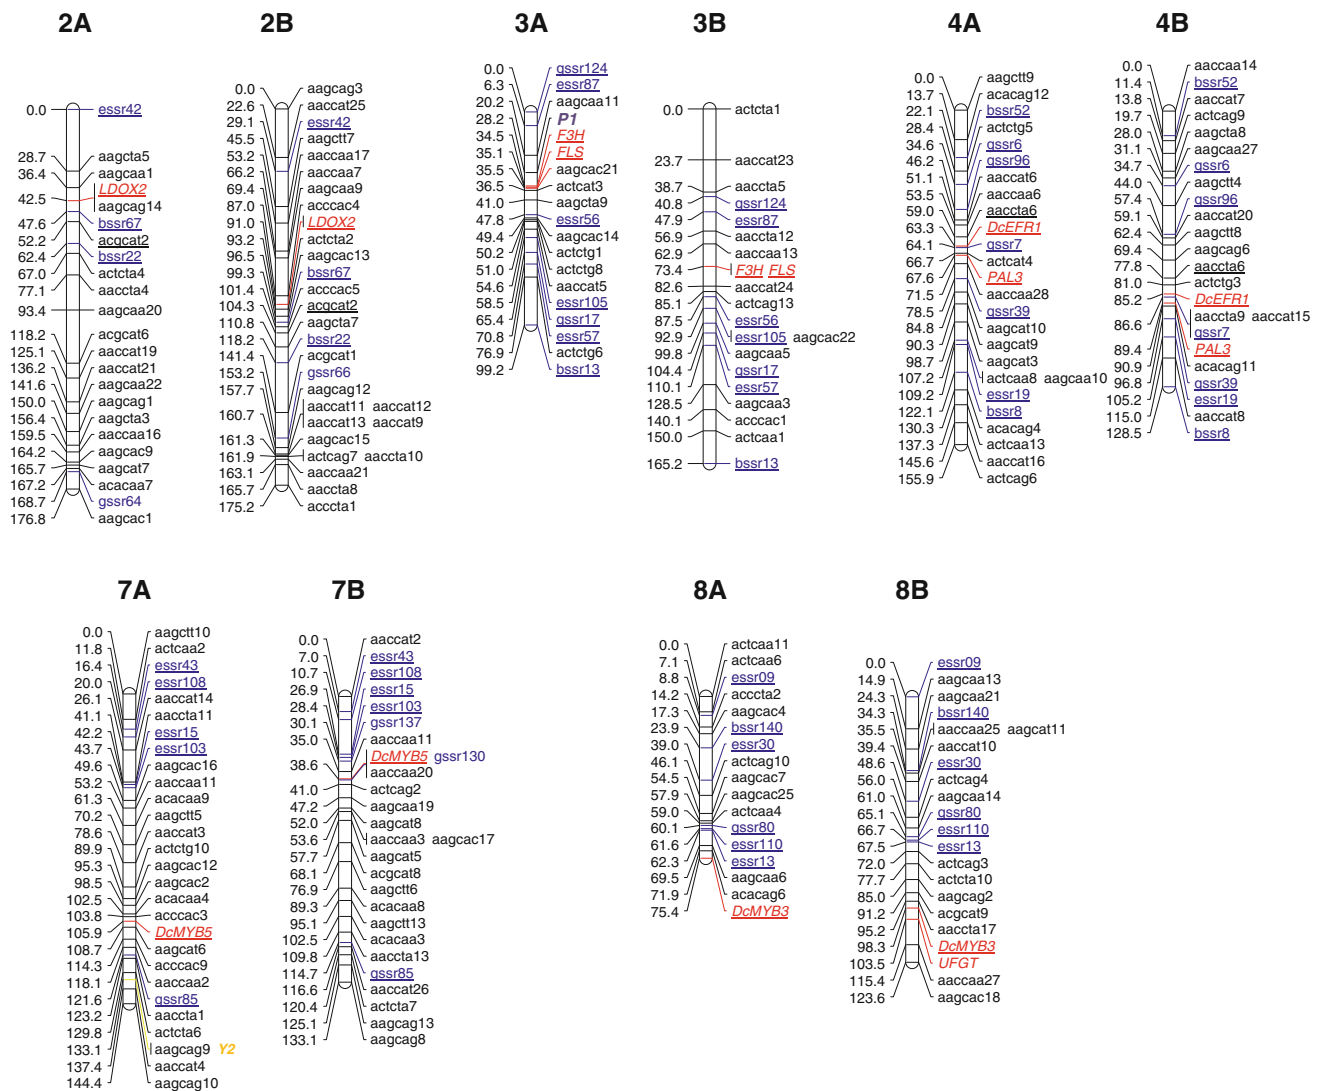 2A
0.0 essr42
28.7 aagcta5
36.4 aagcaa1
LDOX2
42.5 aagcag14
47.6 bssr67
52.2 acgcat2
62.4 bssr22
67.0 actcta4
77.1 aaccta4
93.4 aagcaa20
118.2 acgcat6
125.1 aaccat19
136.2 aaccat21
141.6 aagcaa22
150.0 aagcag1
156.4 aagcta3
159.5 aaccaa16
164.2 aagcac9
165.7 aagcat7
167.2 acacaa7
168.7 gssr64
176.8 aagcac1
2B
0.0 aagcag3
22.6 aaccat25
29.1 essr42
45.5 aagctt7
53.2 aaccaa17
66.2 aaccaa7
69.4 aagcaa9
87.0 acccac4
91.0 LDOX2
93.2 actcta2
96.5 aagcac13
99.3 bssr67
101.4 acccac5
104.3 acgcat2
110.8 aagcta7
118.2 bssr22
141.4 acgcat1
153.2 gssr66
157.7 aagcag12
aaccat11 aaccat12
160.7 aaccat13 aaccat9
161.3 aagcac15
161.9 actcag7 aaccta10
163.1 aaccaa21
165.7 aaccta8
175.2 acccta1
3A
0.0 gssr124
6.3 essr87
20.2 aagcaa11
28.2 P1
34.5 F3H
35.1 FLS
35.5 aagcac21
36.5 actcat3
41.0 aagcta9
47.8 essr56
49.4 aagcac14
50.2 actctg1
51.0 actctg8
54.6 aaccat5
58.5 essr105
65.4 gssr17
70.8 essr57
76.9 actctg6
99.2 bssr13
3B
0.0 actcta1
23.7 aaccat23
38.7 aaccta5
40.8 gssr124
47.9 essr87
56.9 aaccta12
62.9 aaccaa13
73.4 F3H FLS
82.6 aaccat24
85.1 actcag13
87.5 essr56
92.9 essr105 aagcac22
99.8 aagcaa5
104.4 gssr17
110.1 essr57
128.5 aagcaa3
140.1 acccac1
150.0 actcaa1
165.2 bssr13
4A
0.0 aagctt9
13.7 acacag12
22.1 bssr52
28.4 actctg5
34.6 gssr6
46.2 gssr96
51.1 aaccat6
53.5 aaccaa6
59.0 aaccta6
63.3 DcEFR1
64.1 gssr7
66.7 actcat4
67.6 PAL3
71.5 aaccaa28
78.5 gssr39
84.8 aagcat10
90.3 aagcat9
98.7 aagcat3
107.2 actcaa8 aagcaa10
109.2 essr19
122.1 bssr8
130.3 acacag4
137.3 actcaa13
145.6 aaccat16
155.9 actcag6
4B
0.0 aaccaa14
11.4 bssr52
13.8 aaccat7
19.7 actcag9
28.0 aagcta8
31.1 aagcaa27
34.7 gssr6
44.0 aagctt4
57.4 gssr96
59.1 aaccat20
62.4 aagctt8
69.4 aagcag6
77.8 aaccta6
81.0 actctg3
85.2 DcEFR1
aaccta9 aaccat15
86.6 gssr7
89.4 PAL3
90.9 acacag11
96.8 gssr39
105.2 essr19
115.0 aaccat8
128.5 bssr8
7A
0.0 aagctt10
11.8 actcaa2
16.4 essr43
20.0 essr108
26.1 aaccat14
41.1 aaccta11
42.2 essr15
43.7 essr103
49.6 aagcac16
53.2 aaccaa11
61.3 acacaa9
70.2 aagctt5
78.6 aaccat3
89.9 actctg10
95.3 aagcac12
98.5 aagcac2
102.5 acacaa4
103.8 acccac3
105.9 DcMYB5
108.7 aagcat6
114.3 acccac9
118.1 aaccaa2
121.6 gssr85
123.2 aaccta1
129.8 actcta6
133.1 aagcag9 Y2
137.4 aaccat4
144.4 aagcag10
7B
0.0 aaccat2
7.0 essr43
10.7 essr108
26.9 essr15
28.4 essr103
30.1 gssr137
35.0 aaccaa11
DcMYB5 gssr130
38.6 aaccaa20
41.0 actcag2
47.2 aagcaa19
52.0 aagcat8
53.6 aaccaa3 aagcac17
57.7 aagcat5
68.1 acgcat8
76.9 aagctt6
89.3 acacaa8
95.1 aagctt13
102.5 acacaa3
109.8 aaccta13
114.7 gssr85
116.6 aaccat26
120.4 actcta7
125.1 aagcag13
133.1 aagcag8
8A
0.0 actcaa11
7.1 actcaa6
8.8 essr09
14.2 acccta2
17.3 aagcac4
23.9 bssr140
39.0 essr30
46.1 actcag10
54.5 aagcac7
57.9 aagcac25
59.0 actcaa4
60.1 gssr80
61.6 essr110
62.3 essr13
69.5 aagcaa6
71.9 acacag6
75.4 DcMYB3
8B
0.0 essr09
14.9 aagcaa13
24.3 aagcaa21
34.3 bssr140
35.5 aaccaa25 aagcat11
39.4 aaccat10
48.6 essr30
56.0 actcag4
61.0 aagcaa14
65.1 gssr80
66.7 essr110
67.5 essr13
72.0 actcag3
77.7 actcta10
85.0 aagcag2
91.2 acgcat9
95.2 aaccta17
98.3 DcMYB3
103.5 UFGT
115.4 aaccaa27
123.6 aagcac18